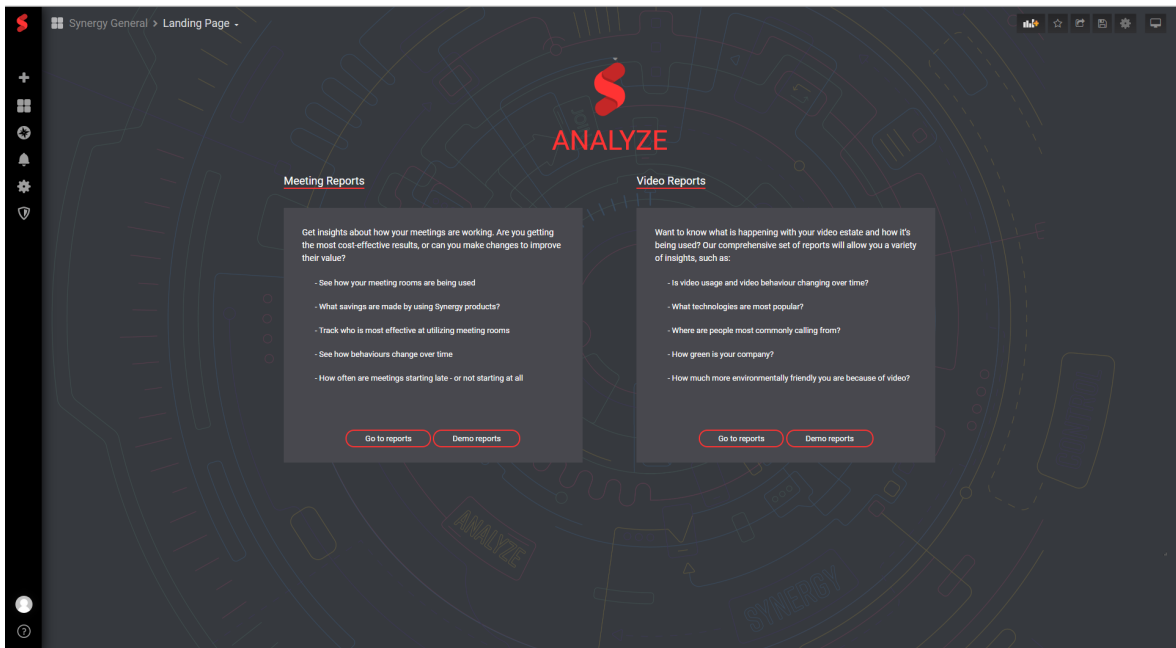 Synergy General > Landing Page
ANALYZE
Meeting Reports
Get insights about how your meetings are working. Are you getting
the most cost-effective results, or can you make changes to improve
their value?
- See how your meeting rooms are being used
- What savings are made by using Synergy products?
- Track who is most effective at utilizing meeting rooms
- See how behaviours change over time
- How often are meetings starting late - or not starting at all
Go to reports
Demo reports
Video Reports
Want to know what is happening with your video estate and how it's
being used? Our comprehensive set of reports will allow you a variety
of insights, such as:
- Is video usage and video behaviour changing over time?
- What technologies are most popular?
- Where are people most commonly calling from?
- How green is your company?
- How much more environmentally friendly you are because of video?
Go to reports
Demo reports
ANALYZE
SYNERGY
?